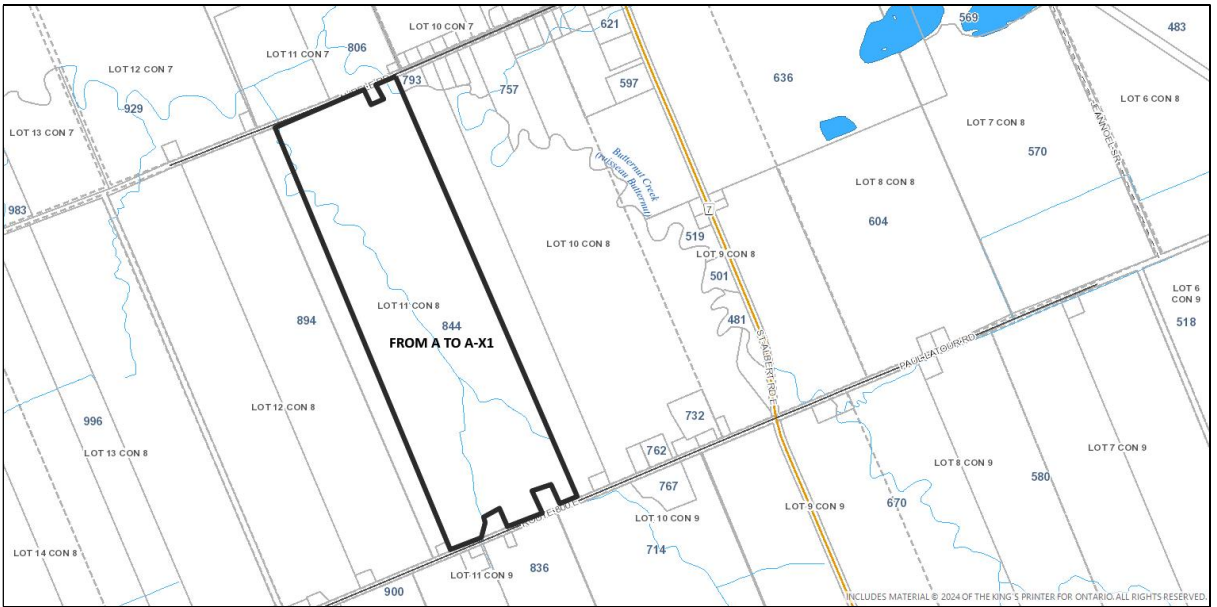 LOT 10 CON 7
621
569
483
LOT 11 CON 7
806
LOT 12 CON 7
793
757
597
636
929
LOT 6 CON 8
LOT 13 CON 7
LOT 7 CON 8
570
Butternut Creek
(ruisseau Butternut)
LOT 8 CON 8
983
604
7
519
LOT 10 CON 8
LOT 9 CON 8
501
LOT 6
CON 9
518
LOT 11 CON 8
894
844
FROM A TO A-X1
481
ST-ALBERT RD E
PAUL LATOUR RD
LOT 12 CON 8
996
LOT 13 CON 8
732
762
767
LOT 7 CON 9
LOT 8 CON 9
580
670
LOT 9 CON 9
ROUTE 600 E
LOT 10 CON 9
714
LOT 14 CON 8
836
LOT 11 CON 9
900
INCLUDES MATERIAL © 2024 OF THE KING'S PRINTER FOR ONTARIO. ALL RIGHTS RESERVED.